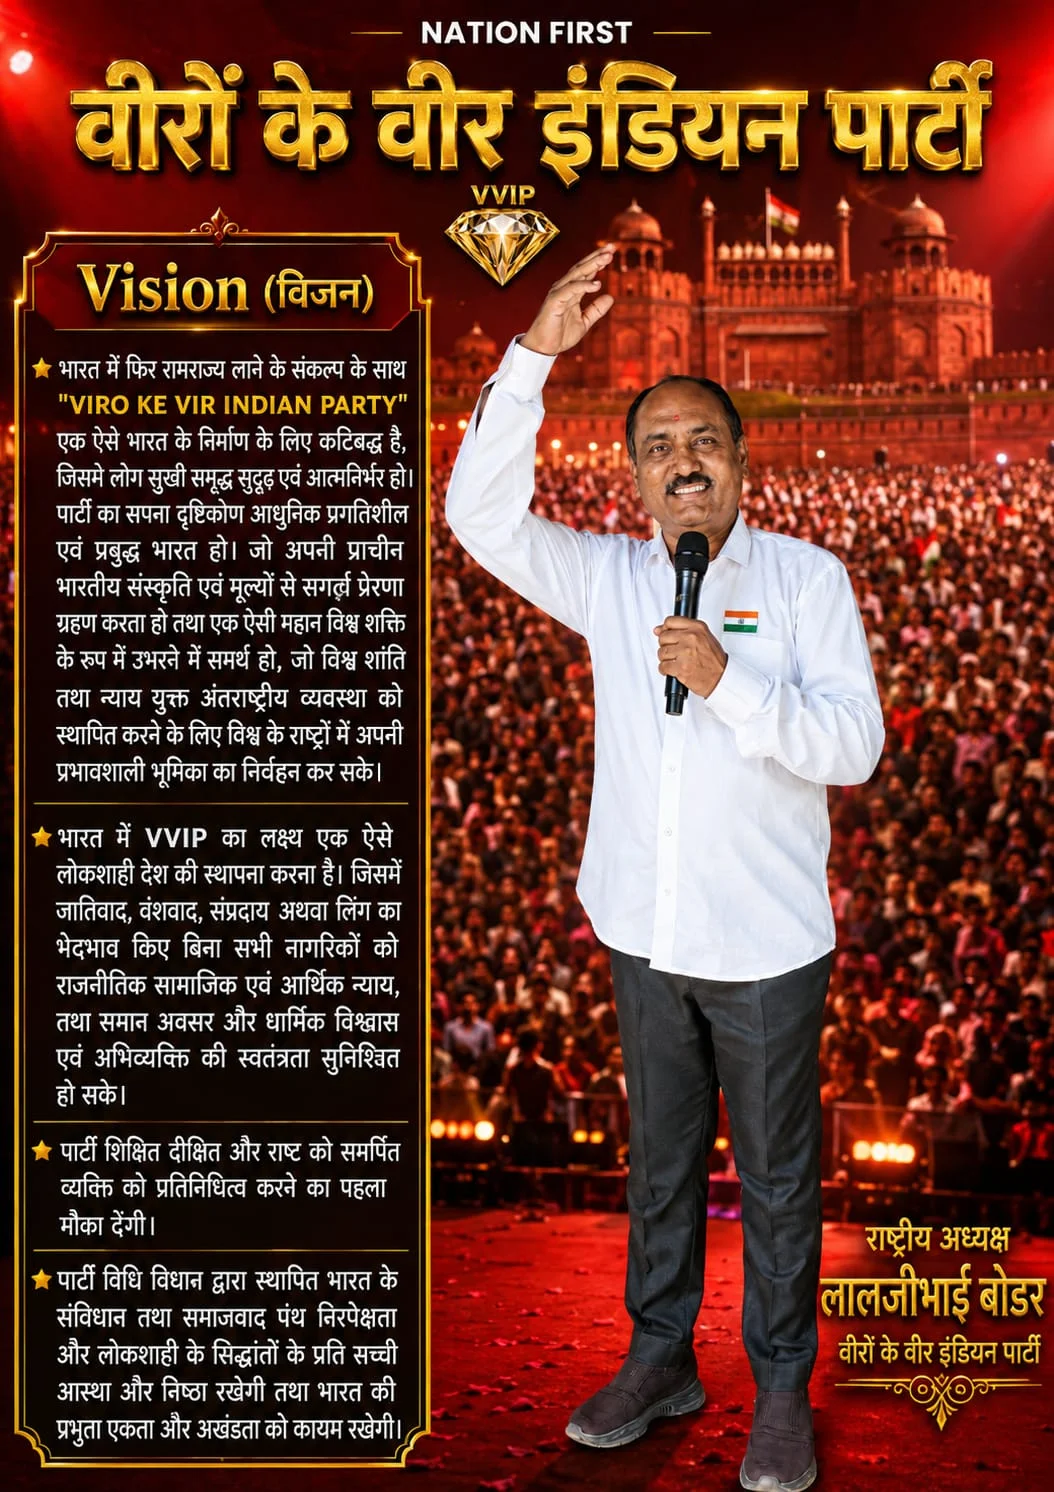 NATION FIRST
वीरों के वीर इंडियन पार्टी
VVIP
Vision (विजन)
भारत में फिर रामराज्य लाने के संकल्प के साथ
"VIRO KE VIR INDIAN PARTY"
एक ऐसे भारत के निर्माण के लिए कटिबद्ध है,
जिसमे लोग सुखी समृद्ध सुदृढ़ एवं आत्मनिर्भर हो।
पार्टी का सपना दृष्टिकोण आधुनिक प्रगतिशील
एवं प्रबुद्ध भारत हो। जो अपनी प्राचीन
भारतीय संस्कृति एवं मूल्यों से प्रेरणा
ग्रहण करता हो तथा एक ऐसी महान विश्व शक्ति
के रुप में उभरने में समर्थ हो, जो विश्व शांति
तथा न्याय युक्त अंतराष्ट्रीय व्यवस्था को
स्थापित करने के लिए विश्व के राष्ट्रों में अपनी
प्रभावशाली भूमिका का निर्वहन कर सके।
भारत में VVIP का लक्ष्थ एक ऐसे
लोकशाही देश की स्थापना करना है। जिसमें
जातिवाद, वंशवाद, संप्रदाय अथवा लिंग का
भेदभाव किए बिना सभी नागरिकों को
राजनीतिक सामाजिक एवं आर्थिक न्याय,
तथा समान अवसर और धार्मिक विश्वास
एवं अभिव्यक्ति की स्वतंत्रता सुनिश्चित
हो सके।
पार्टी शिक्षित दीक्षित और राष्ट को समर्पित
व्यक्ति को प्रतिनिधित्व करने का पहला
मौका देंगी।
पार्टी विधि विधान द्वारा स्थापित भारत के
संविधान तथा समाजवाद पंथ निरपेक्षता
और लोकशाही के सिद्धांतों के प्रति सच्ची
आस्था और निष्ठा रखेगी तथा भारत की
प्रभुता एकता और अखंडता को कायम रखेगी।
राष्ट्रीय अध्यक्ष
लालजीभाई बोडर
वीरों के वीर इंडियन पार्टी